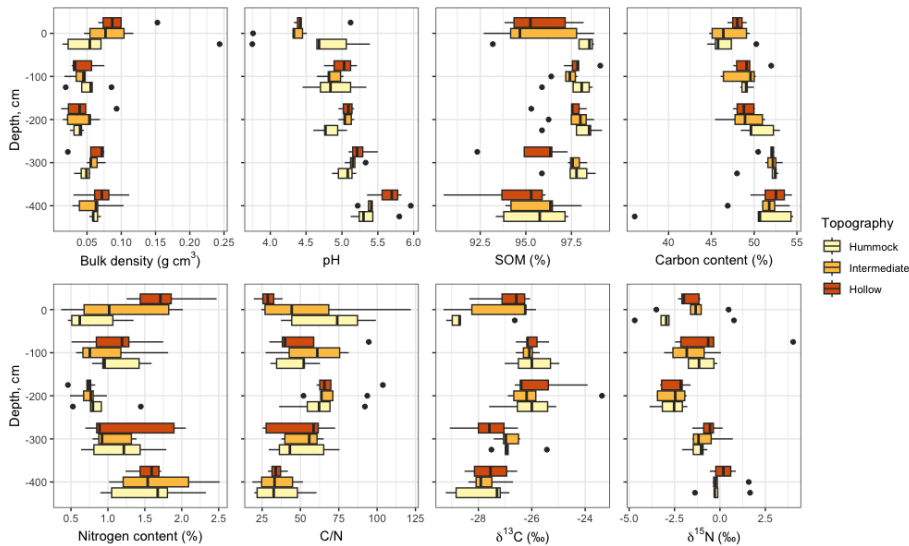 Depth, cm
0
-100
-200
-300
-400
0.05 0.10 0.15 0.20 0.25
Bulk density (g cm³)
4.0 4.5 5.0 5.5 6.0
pH
92.5 95.0 97.5
SOM (%)
40 45 50 55
Carbon content (%)
Topography
Hummock
Intermediate
Hollow
Depth, cm
0
-100
-200
-300
-400
0.5 1.0 1.5 2.0 2.5
Nitrogen content (%)
25 50 75 100 125
C/N
-28 -26 -24
δ¹³C (‰)
-5.0 -2.5 0.0 2.5
δ¹⁵N (‰)